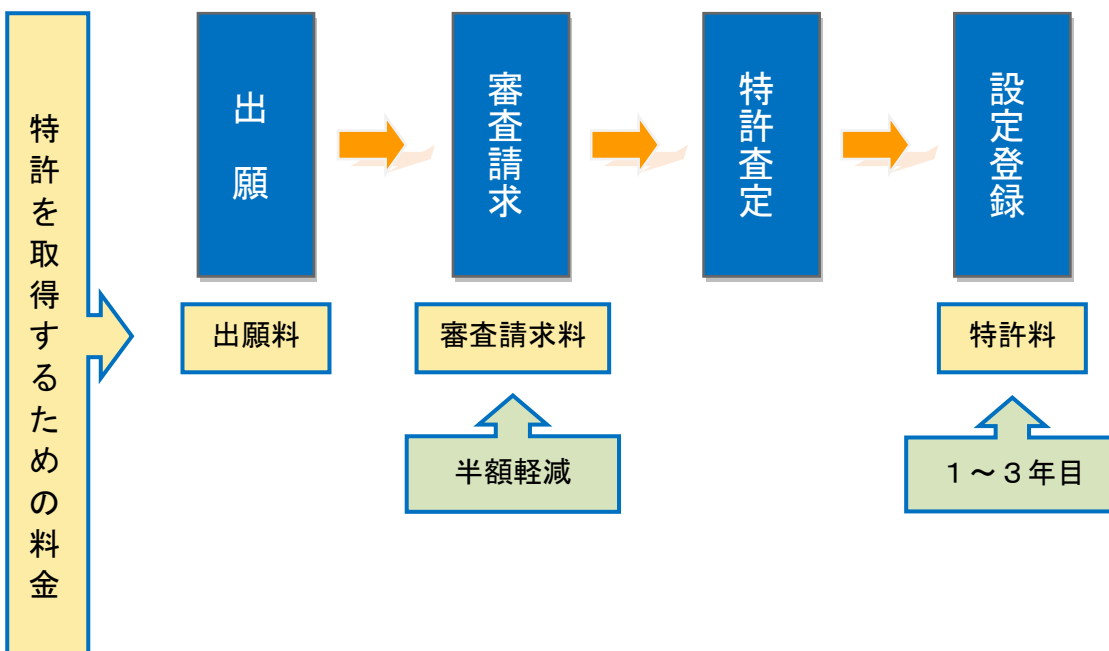 特許を取得するための料金
出願
審査請求
特許査定
設定登録
出願料
審査請求料
特許料
半額軽減
１～３年目